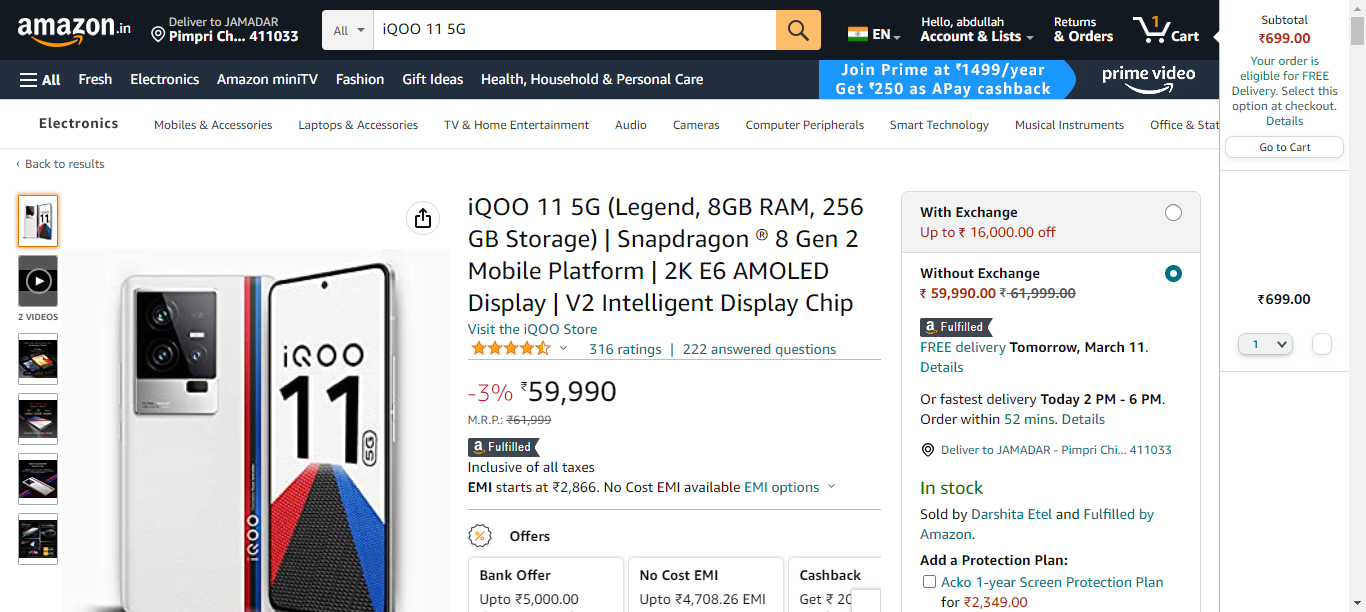 amazon.in
Deliver to JAMADAR
Pimpri Ch... 411033
All
iQOO 11 5G
EN
Hello, abdullah
Account & Lists
Returns
& Orders
1
Cart
Subtotal
₹699.00
Your order is
eligible for FREE
Delivery. Select this
option at checkout.
Details
Go to Cart
₹699.00
1
All
Fresh
Electronics
Amazon miniTV
Fashion
Gift Ideas
Health, Household & Personal Care
Join Prime at ₹1499/year
Get ₹250 as APay cashback
prime video
Electronics
Mobiles & Accessories
Laptops & Accessories
TV & Home Entertainment
Audio
Cameras
Computer Peripherals
Smart Technology
Musical Instruments
Office & Stat
‹ Back to results
2 VIDEOS
iQOO
11
5G
iQOO
iQOO 11 5G (Legend, 8GB RAM, 256
GB Storage) | Snapdragon ® 8 Gen 2
Mobile Platform | 2K E6 AMOLED
Display | V2 Intelligent Display Chip
Visit the iQOO Store
316 ratings | 222 answered questions
-3% ₹59,990
M.R.P.: ₹61,999
a Fulfilled
Inclusive of all taxes
EMI starts at ₹2,866. No Cost EMI available EMI options
Offers
Bank Offer
Upto ₹5,000.00
No Cost EMI
Upto ₹4,708.26 EMI
Cashback
Get ₹ 20
With Exchange
Up to ₹ 16,000.00 off
Without Exchange
₹ 59,990.00 ₹ 61,999.00
a Fulfilled
FREE delivery Tomorrow, March 11.
Details
Or fastest delivery Today 2 PM - 6 PM.
Order within 52 mins. Details
Deliver to JAMADAR - Pimpri Chi... 411033
In stock
Sold by Darshita Etel and Fulfilled by
Amazon.
Add a Protection Plan:
Acko 1-year Screen Protection Plan
for ₹2,349.00